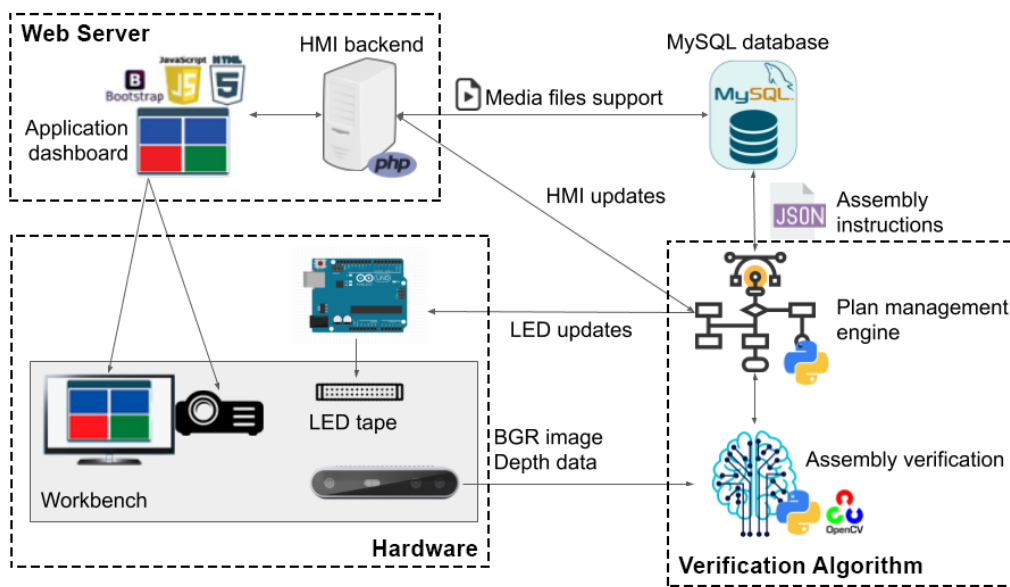 Web Server
HMI backend
MySQL database
JavaScript
HTML
B
JS
5
Bootstrap
Media files support
MySQL
Application
dashboard
php
HMI updates
JSON
Assembly
instructions
ARDUINO
UNO
LED updates
Plan management
engine
LED tape
BGR image
Depth data
Assembly verification
OpenCV
Workbench
Hardware
Verification Algorithm